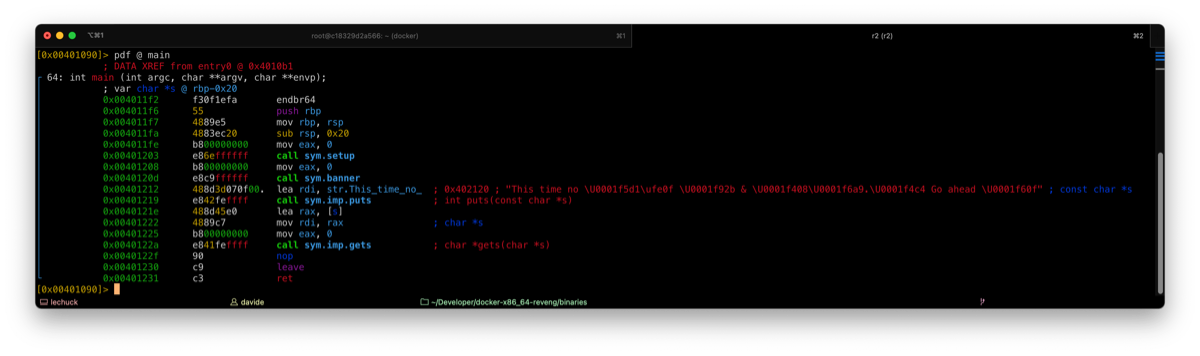 ⌥⌘1 root@c18329d2a566: ~ (docker) ⌘1 r2 (r2) ⌘2
[0x00401090]> pdf @ main
; DATA XREF from entry0 @ 0x4010b1
64: int main (int argc, char **argv, char **envp);
; var char *s @ rbp-0x20
0x004011f2 f30f1efa endbr64
0x004011f6 55 push rbp
0x004011f7 4889e5 mov rbp, rsp
0x004011fa 4883ec20 sub rsp, 0x20
0x004011fe b800000000 mov eax, 0
0x00401203 e86effffff call sym.setup
0x00401208 b800000000 mov eax, 0
0x0040120d e8c9ffffff call sym.banner
0x00401212 488d3d070f00. lea rdi, str.This_time_no_ ; 0x402120 ; "This time no \U0001f5d1\ufe0f \U0001f92b & \U0001f408\U0001f6a9.\U0001f4c4 Go ahead \U0001f60f" ; const char *s
0x00401219 e842feffff call sym.imp.puts ; int puts(const char *s)
0x0040121e 488d45e0 lea rax, [s]
0x00401222 4889c7 mov rdi, rax ; char *s
0x00401225 b800000000 mov eax, 0
0x0040122a e841feffff call sym.imp.gets ; char *gets(char *s)
0x0040122f 90 nop
0x00401230 c9 leave
0x00401231 c3 ret
[0x00401090]>
lechuck davide ~/Developer/docker-x86_64-reveng/binaries